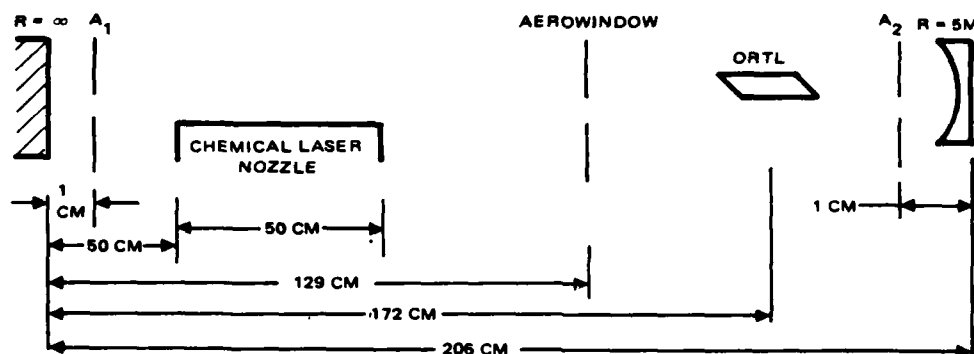 R = ∞ A₁ AEROWINDOW A₂ R = 5M
ORTL
CHEMICAL LASER
NOZZLE
1
CM
1 CM
50 CM
50 CM
129 CM
172 CM
206 CM